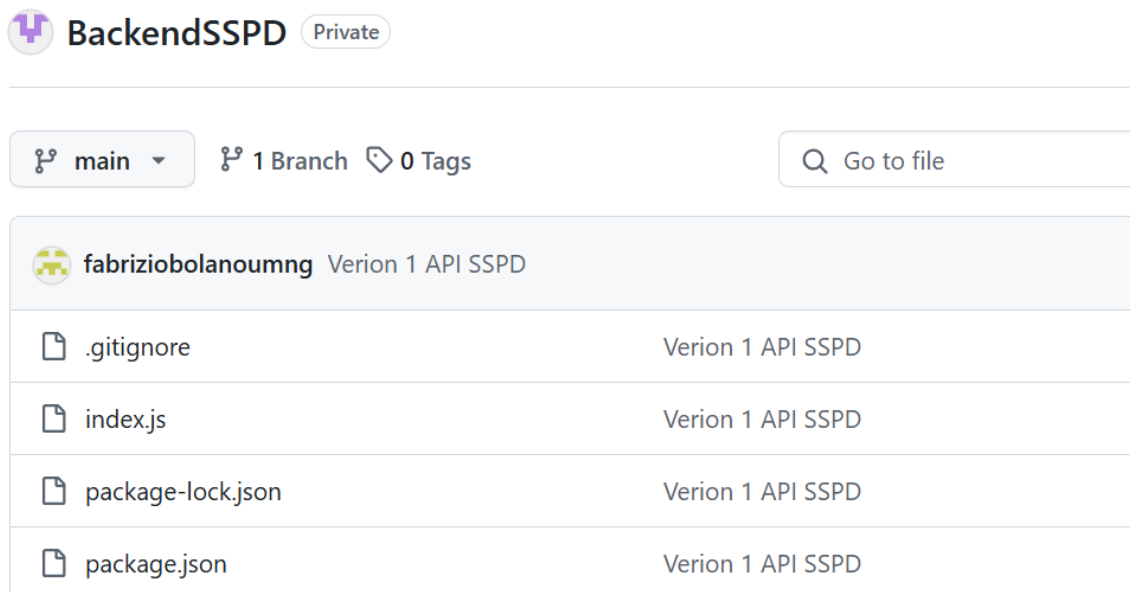 BackendSSPD Private
main 1 Branch 0 Tags Go to file
fabriziobolanoumng Verion 1 API SSPD
.gitignore Verion 1 API SSPD
index.js Verion 1 API SSPD
package-lock.json Verion 1 API SSPD
package.json Verion 1 API SSPD